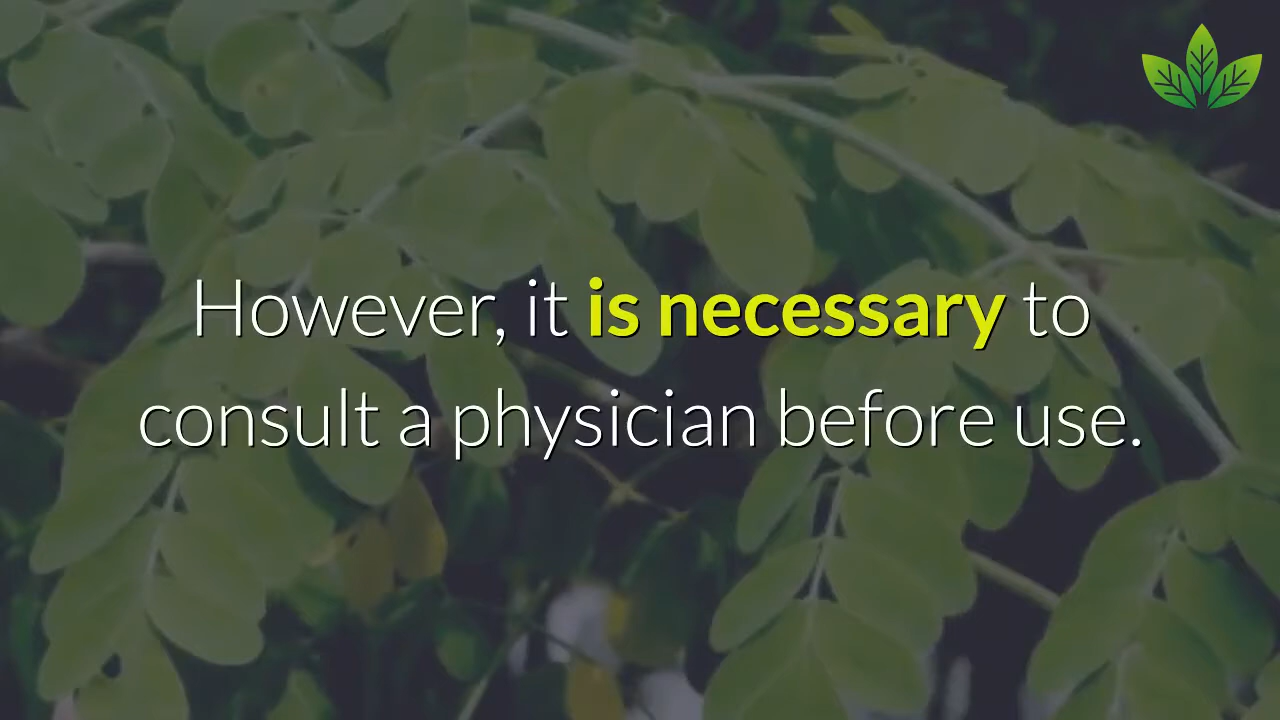 However, it is necessary to
consult a physician before use.